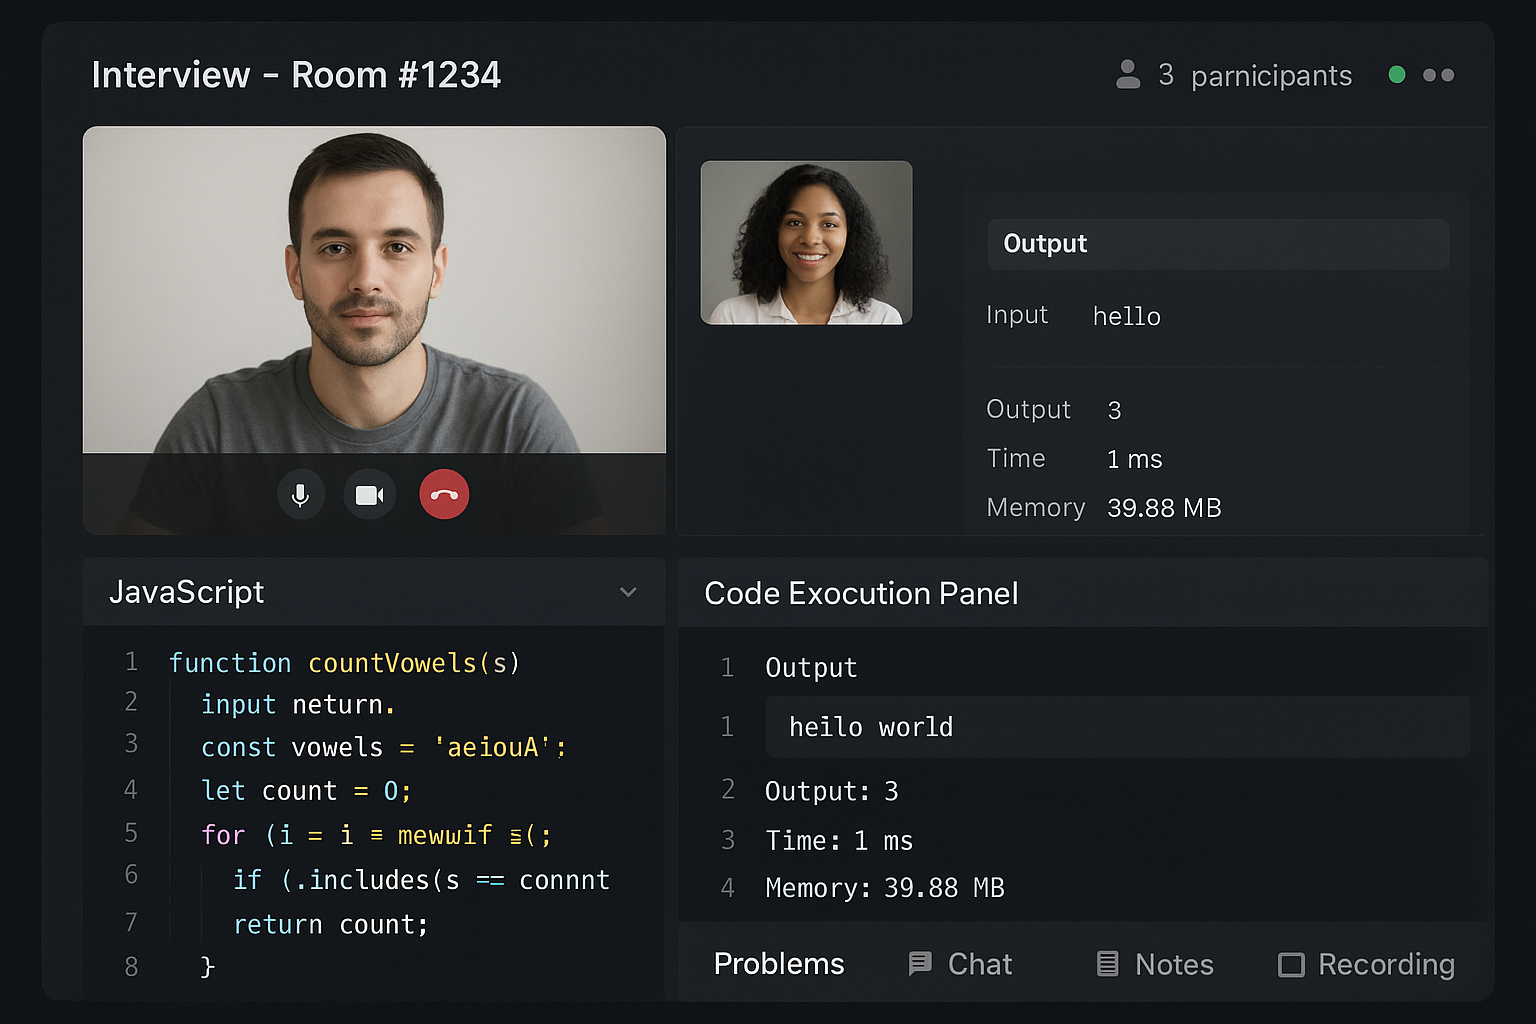 Interview – Room #1234
3 parnicipants
Output
Input hello
Output 3
Time 1 ms
Memory 39.88 MB
JavaScript
1 function countVowels(s)
2 input neturn.
3 const vowels = 'aeiouA';
4 let count = 0;
5 for (i = i ≡ mewwif ≦(;
6 if (.includes(s == connnt
7 return count;
8 }
Code Exocution Panel
1 Output
1 heilo world
2 Output: 3
3 Time: 1 ms
4 Memory: 39.88 MB
Problems Chat Notes Recording